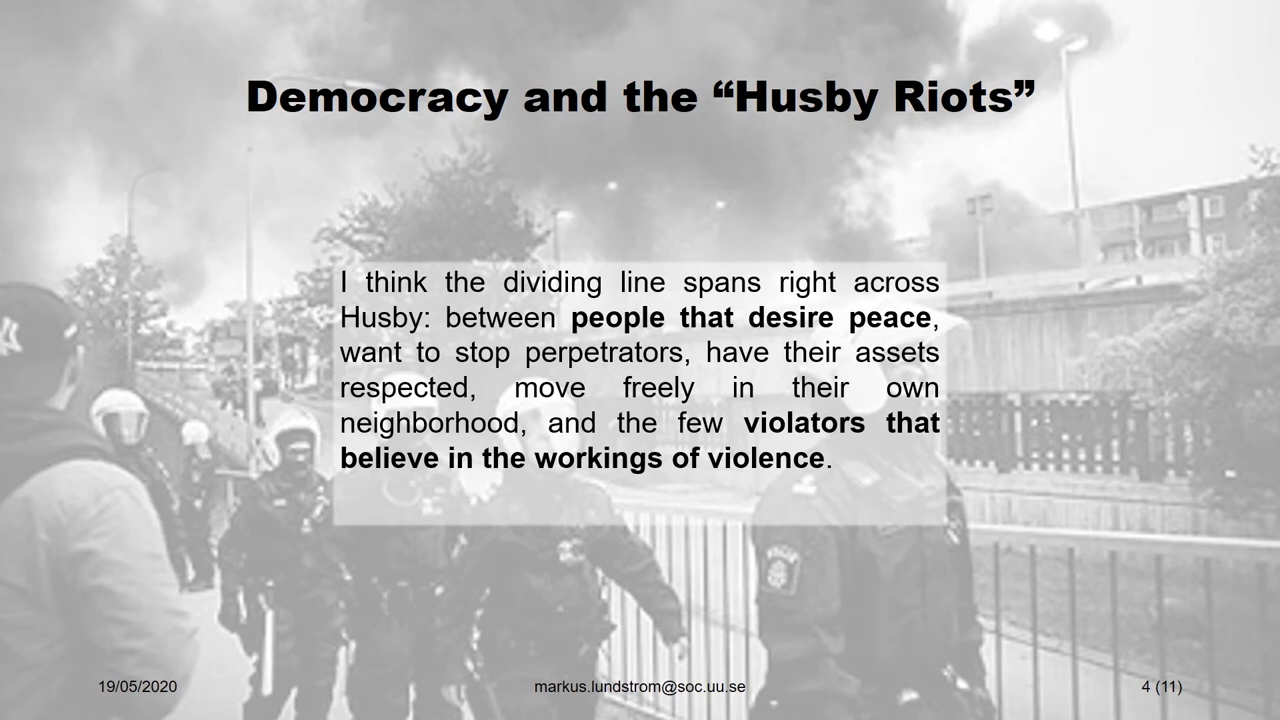 Democracy and the “Husby Riots”
I think the dividing line spans right across
Husby: between people that desire peace,
want to stop perpetrators, have their assets
respected, move freely in their own
neighborhood, and the few violators that
believe in the workings of violence.
19/05/2020
markus.lundstrom@soc.uu.se
4 (11)